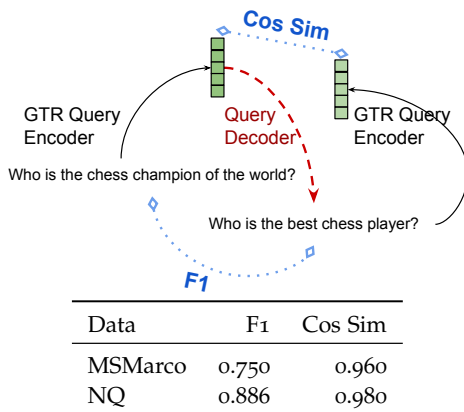 Cos Sim
GTR Query
Encoder
Query
Decoder
GTR Query
Encoder
Who is the chess champion of the world?
Who is the best chess player?
F1
Data F1 Cos Sim
MSMarco 0.750 0.960
NQ 0.886 0.980